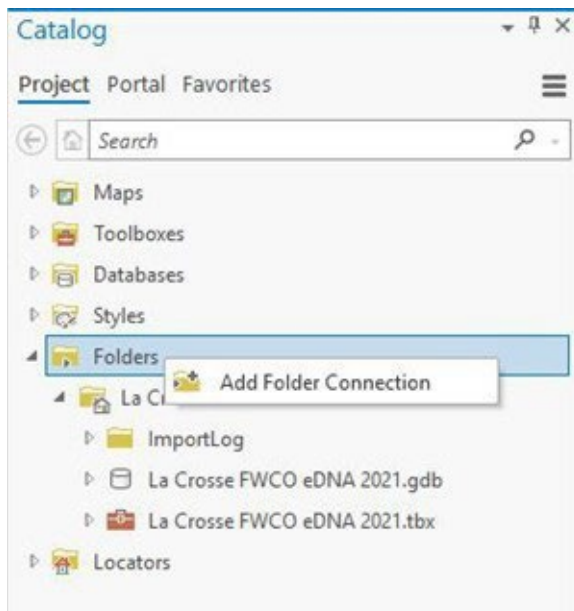 Catalog
Project Portal Favorites
Search
Maps
Toolboxes
Databases
Styles
Folders
Add Folder Connection
La C
ImportLog
La Crosse FWCO eDNA 2021.gdb
La Crosse FWCO eDNA 2021.tbx
Locators